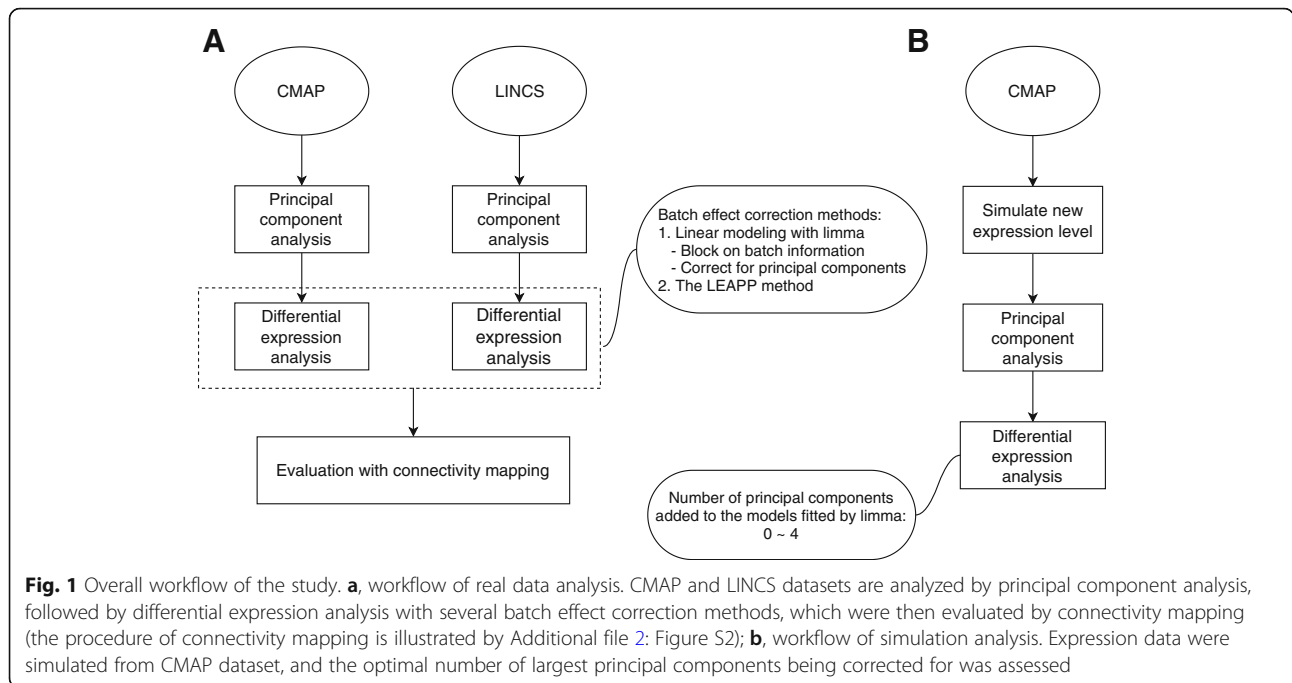 A
B
CMAP
LINCS
CMAP
Principal
component
analysis
Principal
component
analysis
Batch effect correction methods:
1. Linear modeling with limma
- Block on batch information
- Correct for principal components
2. The LEAPP method
Simulate new
expression level
Differential
expression
analysis
Differential
expression
analysis
Principal
component
analysis
Evaluation with connectivity mapping
Differential
expression
analysis
Number of principal components
added to the models fitted by limma:
0 ~ 4
Fig. 1 Overall workflow of the study. a, workflow of real data analysis. CMAP and LINCS datasets are analyzed by principal component analysis,
followed by differential expression analysis with several batch effect correction methods, which were then evaluated by connectivity mapping
(the procedure of connectivity mapping is illustrated by Additional file 2: Figure S2); b, workflow of simulation analysis. Expression data were
simulated from CMAP dataset, and the optimal number of largest principal components being corrected for was assessed